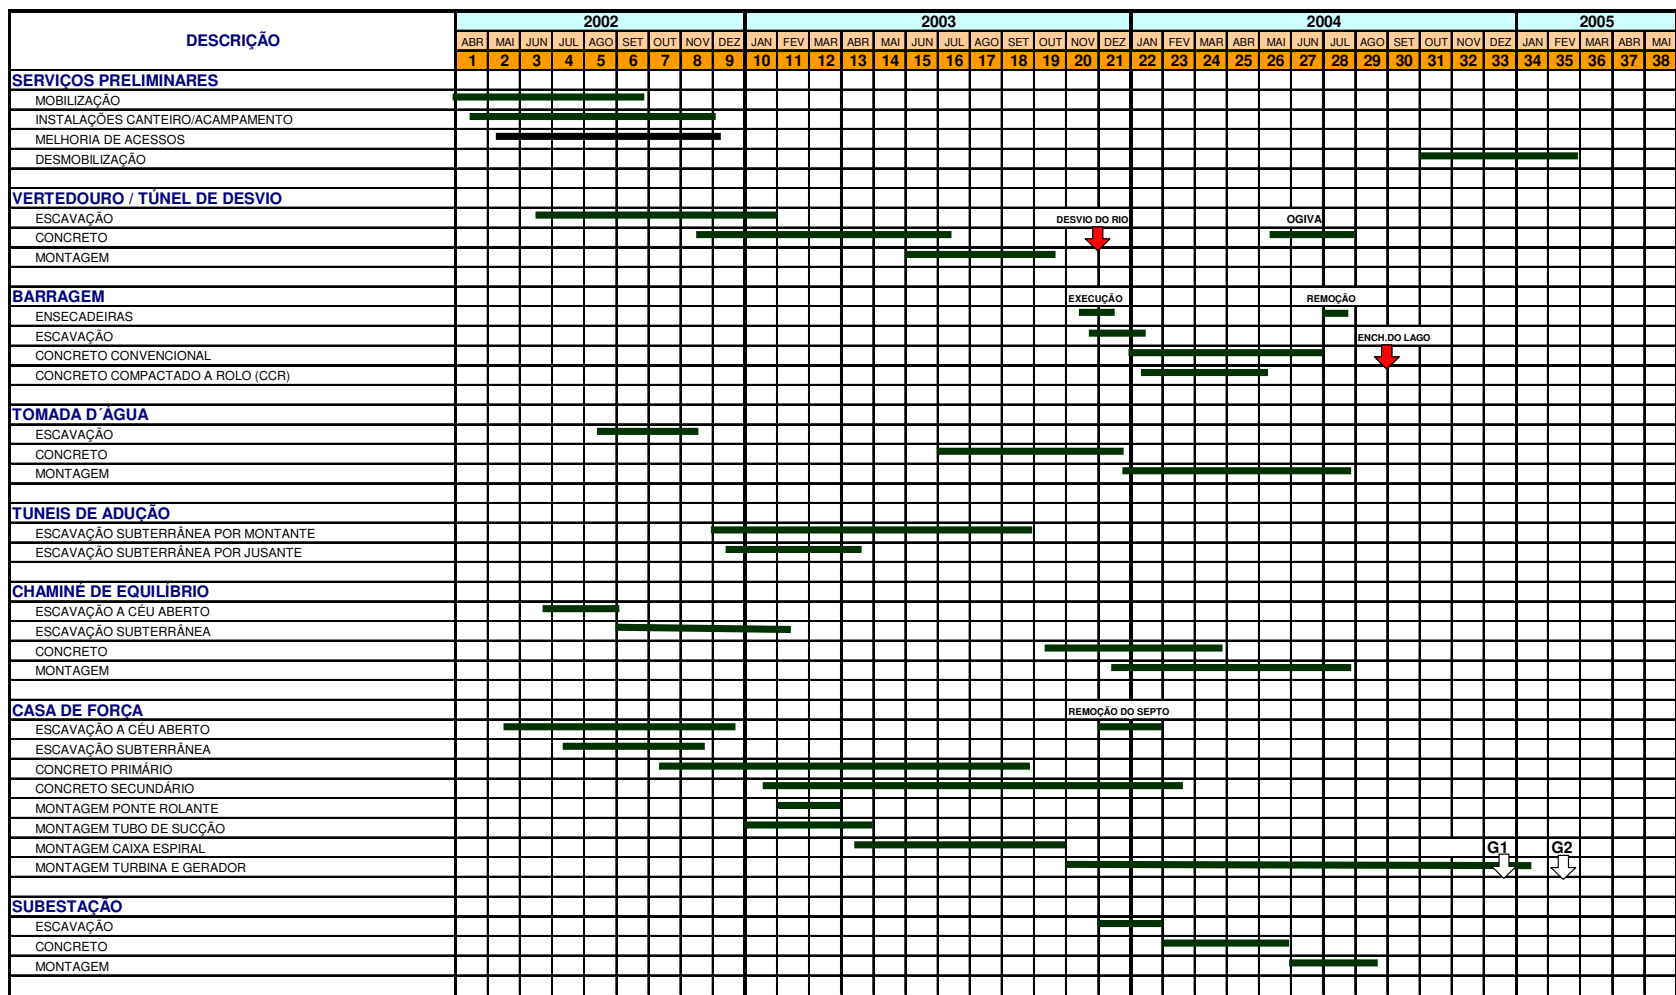 DESCRIÇÃO
2002 2003 2004 2005
ABR MAI JUN JUL AGO SET OUT NOV DEZ JAN FEV MAR ABR MAI JUN JUL AGO SET OUT NOV DEZ JAN FEV MAR ABR MAI JUN JUL AGO SET OUT NOV DEZ JAN FEV MAR ABR MAI
1 2 3 4 5 6 7 8 9 10 11 12 13 14 15 16 17 18 19 20 21 22 23 24 25 26 27 28 29 30 31 32 33 34 35 36 37 38
SERVIÇOS PRELIMINARES
MOBILIZAÇÃO
INSTALAÇÕES CANTEIRO/ACAMPAMENTO
MELHORIA DE ACESSOS
DESMOBILIZAÇÃO
VERTEDOURO / TÚNEL DE DESVIO
ESCAVAÇÃO DESVIO DO RIO OGIVA
CONCRETO
MONTAGEM
BARRAGEM EXECUÇÃO REMOÇÃO
ENSECADEIRAS
ESCAVAÇÃO ENCH.DO LAGO
CONCRETO CONVENCIONAL
CONCRETO COMPACTADO A ROLO (CCR)
TOMADA D´ÁGUA
ESCAVAÇÃO
CONCRETO
MONTAGEM
TUNEIS DE ADUÇÃO
ESCAVAÇÃO SUBTERRÂNEA POR MONTANTE
ESCAVAÇÃO SUBTERRÂNEA POR JUSANTE
CHAMINÉ DE EQUILÍBRIO
ESCAVAÇÃO A CÉU ABERTO
ESCAVAÇÃO SUBTERRÂNEA
CONCRETO
MONTAGEM
CASA DE FORÇA REMOÇÃO DO SEPTO
ESCAVAÇÃO A CÉU ABERTO
ESCAVAÇÃO SUBTERRÂNEA
CONCRETO PRIMÁRIO
CONCRETO SECUNDÁRIO
MONTAGEM PONTE ROLANTE
MONTAGEM TUBO DE SUCÇÃO
MONTAGEM CAIXA ESPIRAL G1 G2
MONTAGEM TURBINA E GERADOR
SUBESTAÇÃO
ESCAVAÇÃO
CONCRETO
MONTAGEM